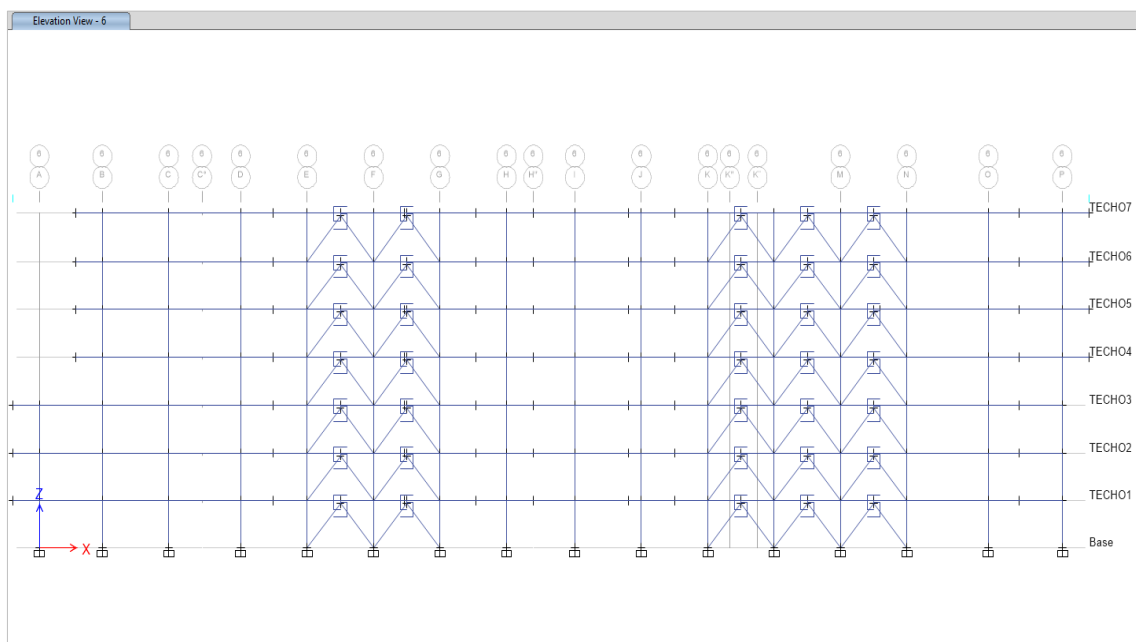 Elevation View - 6
6 6 6 6 6 6 6 6 6 6 6 6 6 6 6 6 6 6 6
A B C C" D E F G H H" I J K K" K' M N O P
TECHO7
TECHO6
TECHO5
TECHO4
TECHO3
TECHO2
TECHO1
Z
Base
X